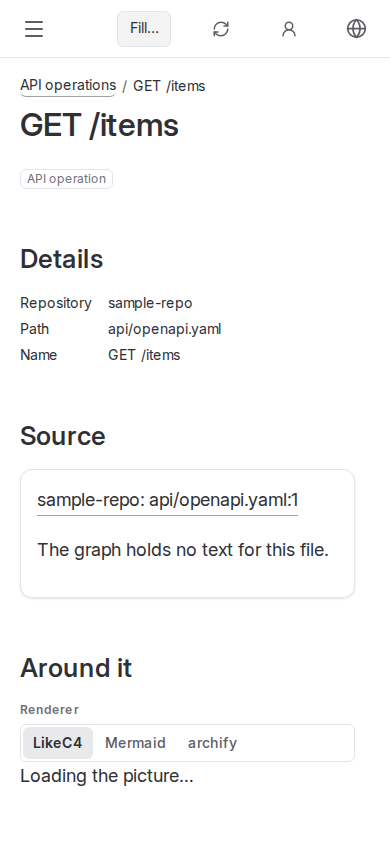 Fill...
API operations / GET /items
GET /items
API operation
Details
Repository sample-repo
Path api/openapi.yaml
Name GET /items
Source
sample-repo: api/openapi.yaml:1
The graph holds no text for this file.
Around it
Renderer
LikeC4 Mermaid archify
Loading the picture...